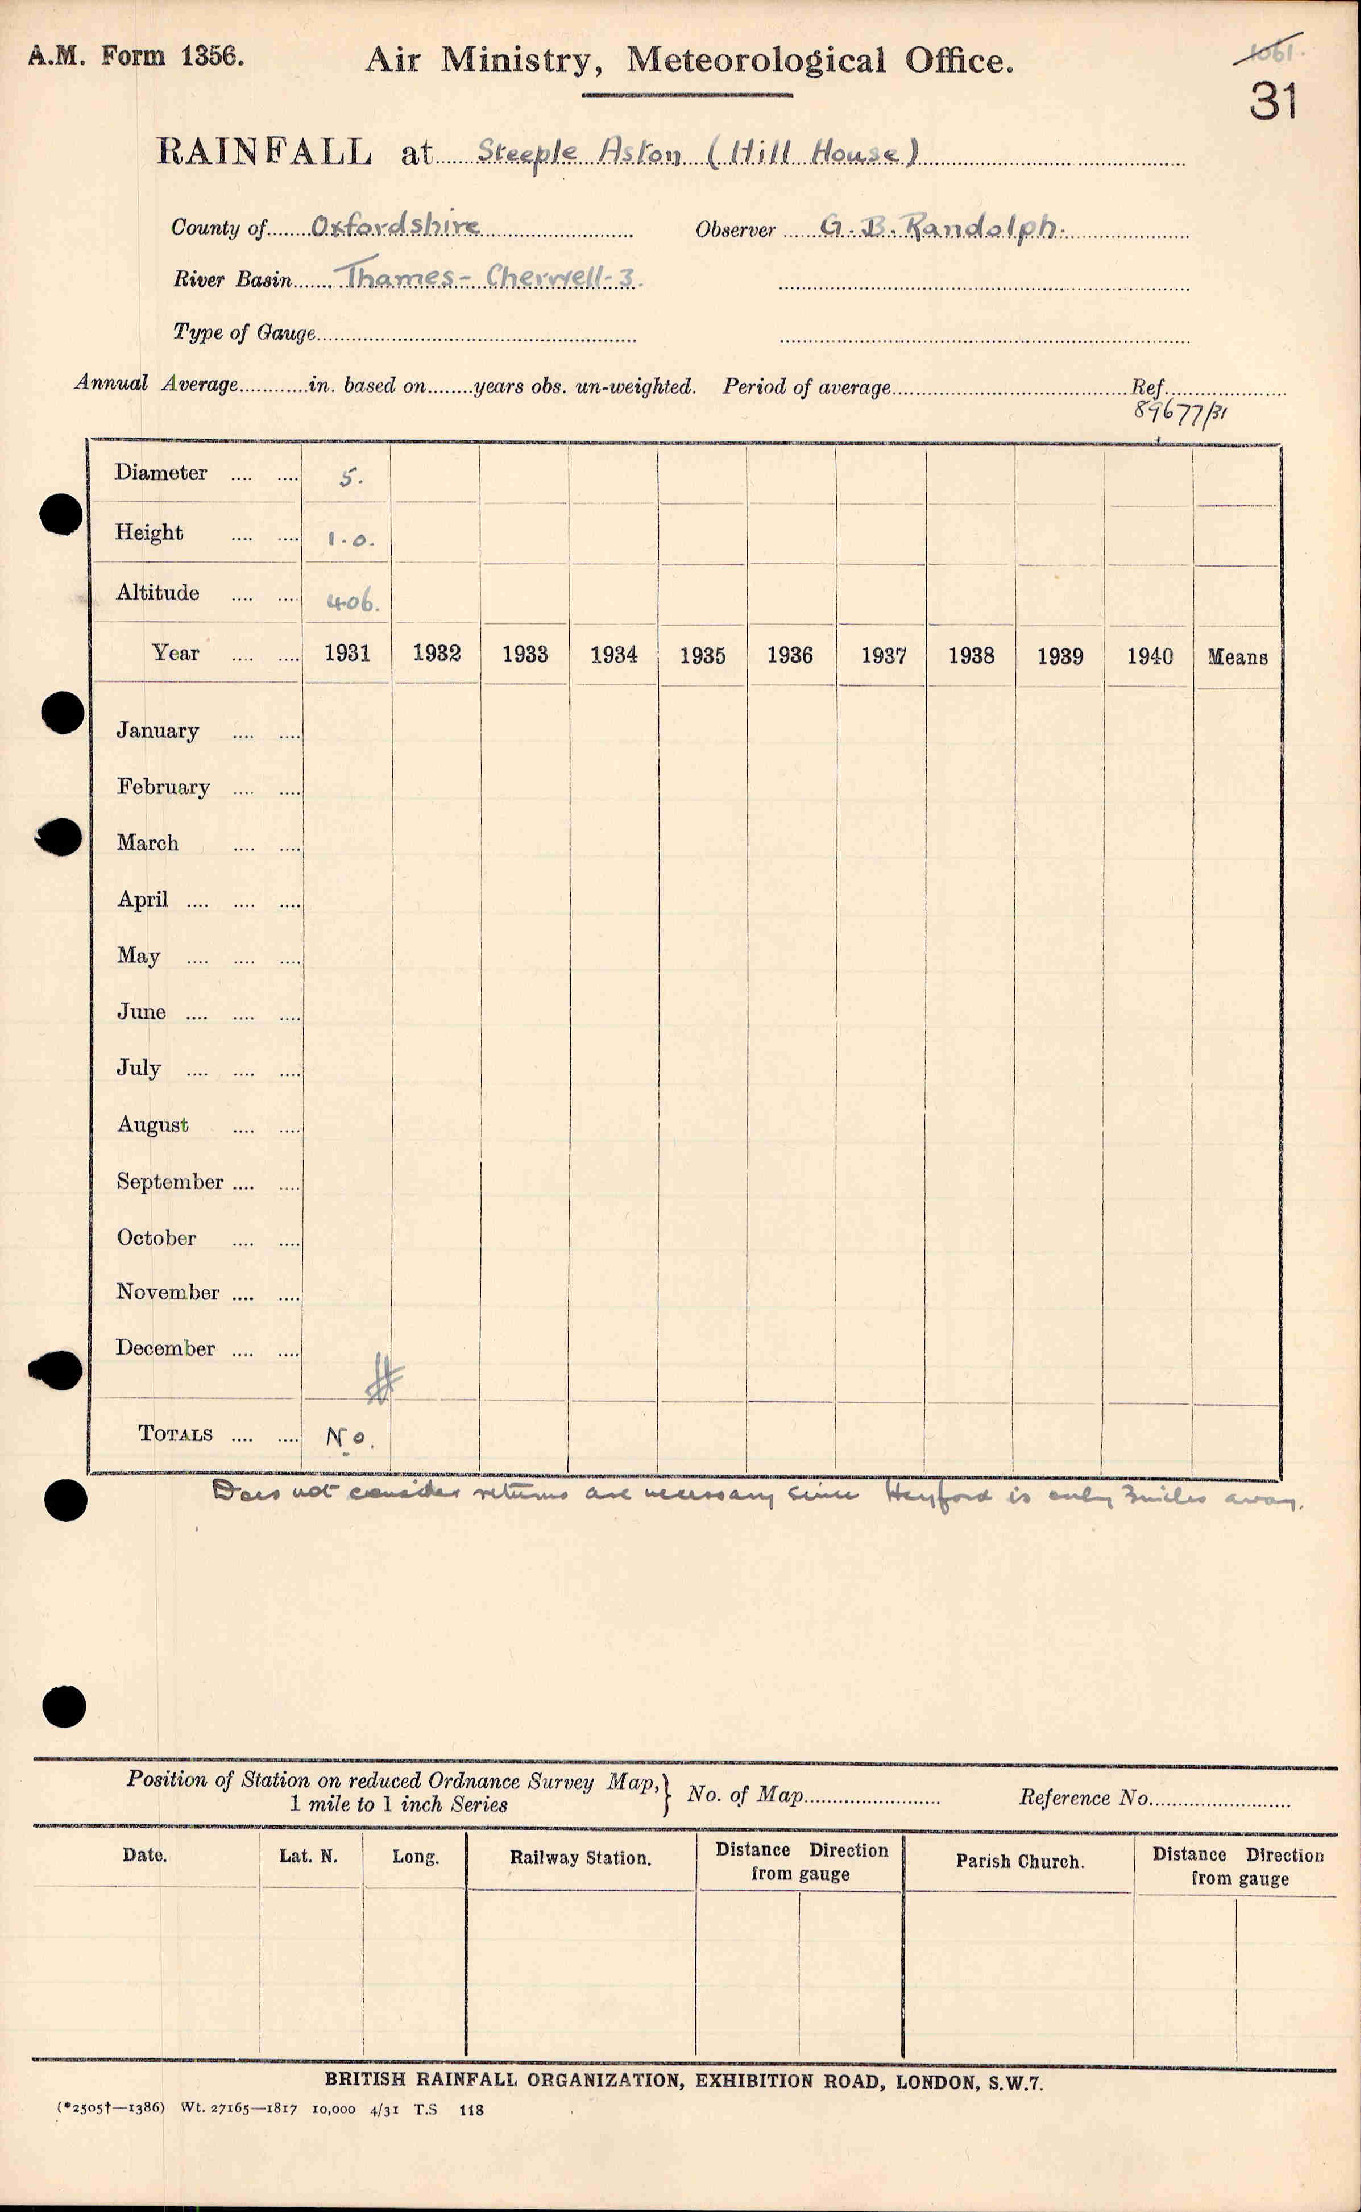 A.M. Form 1356.
Air Ministry, Meteorological Office.
1061.
31
RAINFALL at Steeple Aston (Hill House)
County of Oxfordshire Observer G. B. Randolph.
River Basin Thames - Cherwell - 3.
Type of Gauge
Annual Average in. based on years obs. un-weighted. Period of average Ref.
89677/31
Diameter 5.
Height 1.0.
Altitude 406.
Year 1931 1932 1933 1934 1935 1936 1937 1938 1939 1940 Means
January
February
March
April
May
June
July
August
September
October
November
December
#
TOTALS No.
Does not consider returns are necessary since Heyford is only 3 miles away.
Position of Station on reduced Ordnance Survey Map,} No. of Map Reference No.
1 mile to 1 inch Series
Date. Lat. N. Long. Railway Station. Distance Direction from gauge Parish Church. Distance Direction from gauge
BRITISH RAINFALL ORGANIZATION, EXHIBITION ROAD, LONDON, S.W.7.
(*2505†—1386) Wt. 27165—1817 10,000 4/31 T.S 118